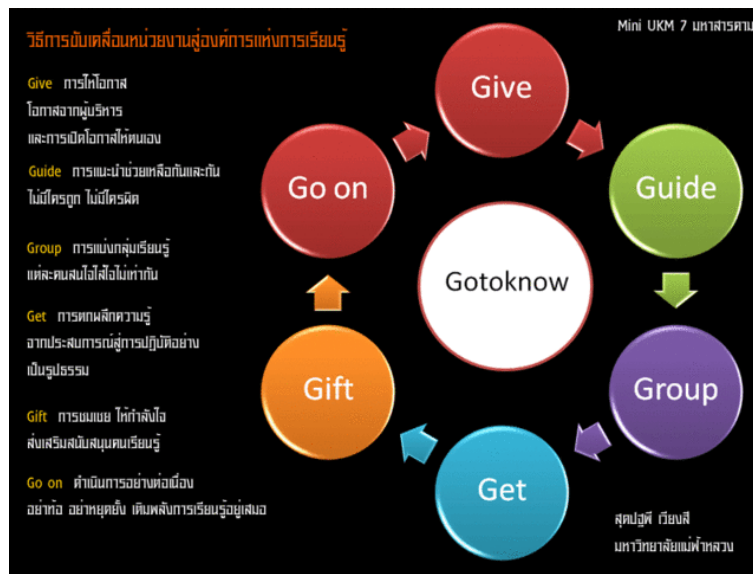 Mini UKM 7 มหาสารคาม
วิธีการขับเคลื่อนหน่วยงานสู่องค์การแห่งการเรียนรู้
Give การให้โอกาส
โอกาสจากผู้บริหาร
และการเปิดโอกาสให้ตนเอง
Guide การแนะนำช่วยเหลือกันและกัน
ไม่มีใครถูก ไม่มีใครผิด
Group การแบ่งกลุ่มเรียนรู้
แต่ละคนสนใจใส่ใจไม่เท่ากัน
Get การตกผลึกความรู้
จากประสบการณ์สู่การปฏิบัติอย่าง
เป็นรูปธรรม
Gift การชมเชย ให้กำลังใจ
ส่งเสริมสนับสนุนคนเรียนรู้
Go on ดำเนินการอย่างต่อเนื่อง
อย่าท้อ อย่าหยุดยั้ง เติมพลังการเรียนรู้อยู่เสมอ
Give
Guide
Group
Get
Gift
Go on
Gotoknow
สุดปฐพี เวียงสี
มหาวิทยาลัยแม่ฟ้าหลวง